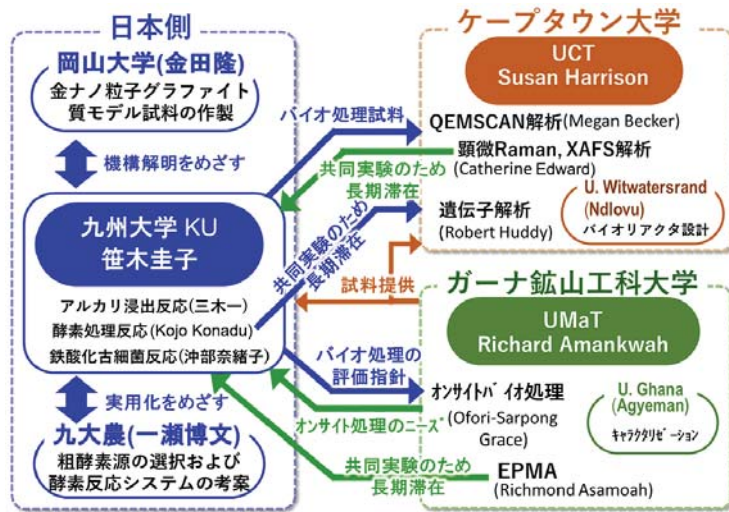 日本側
岡山大学(金田隆)
金ナノ粒子グラファイト
質モデル試料の作製
機構解明をめざす
九州大学 KU
笹木圭子
アルカリ浸出反応(三木一)
酵素処理反応(Kojo Konadu)
鉄酸化古細菌反応(沖部奈緒子)
実用化をめざす
九大農(一瀬博文)
粗酵素源の選択および
酵素反応システムの考案
バイオ処理試料
共同実験のため
長期滞在
共同実験のため
長期滞在
試料提供
バイオ処理の
評価指針
オンサイト処理のニーズ
共同実験のため
長期滞在
ケープタウン大学
UCT
Susan Harrison
QEMSCAN解析(Megan Becker)
顕微Raman, XAFS解析
(Catherine Edward)
遺伝子解析
(Robert Huddy)
U. Witwatersrand
(Ndlovu)
バイオリアクタ設計
ガーナ鉱山工科大学
UMaT
Richard Amankwah
オンサイトバイオ処理
(Ofori-Sarpong
Grace)
U. Ghana
(Agyeman)
キャラクタリゼーション
EPMA
(Richmond Asamoah)